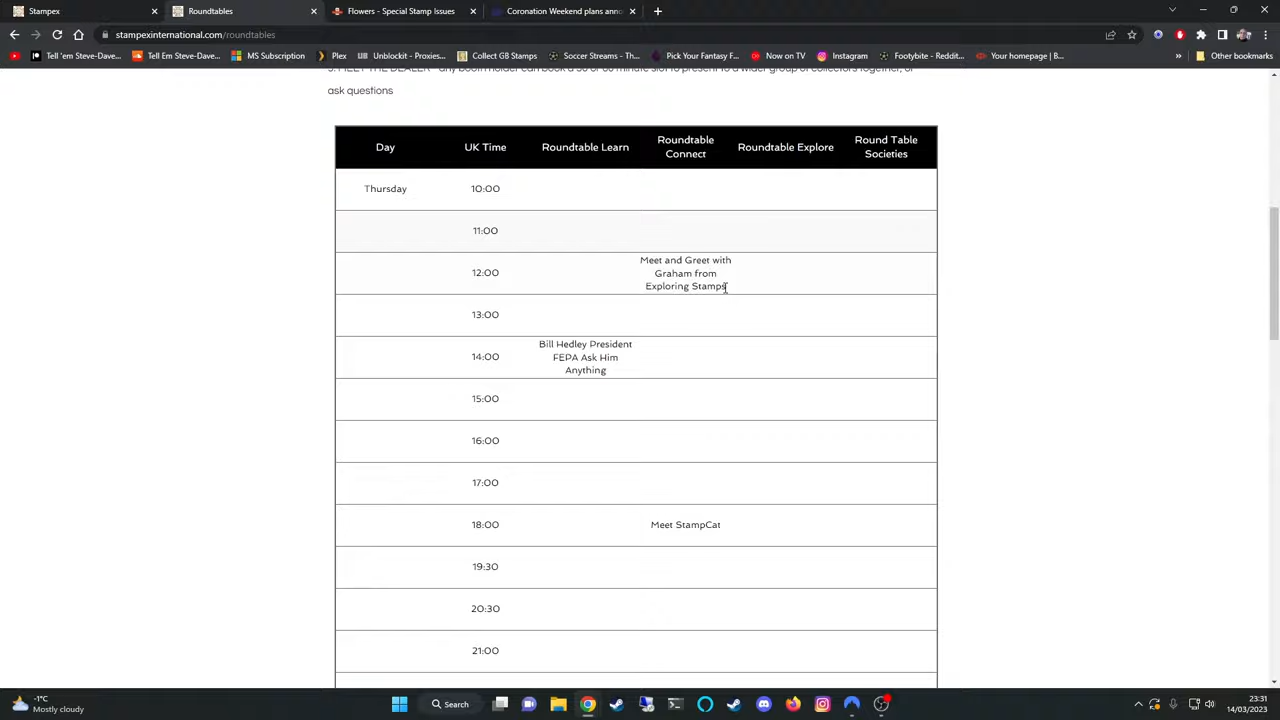 Stampex
Roundtables
Flowers - Special Stamp Issues
Coronation Weekend plans anno
stampexinternational.com/roundtables
Tell 'em Steve-Dave...
Tell Em Steve-Dave...
MS Subscription
Plex
Unblockit - Proxies...
Collect GB Stamps
Soccer Streams - Th...
Pick Your Fantasy F...
Now on TV
Instagram
Footybite - Reddit...
Your homepage | B...
»
Other bookmarks
ask questions
Day UK Time Roundtable Learn Roundtable Connect Roundtable Explore Round Table Societies
Thursday 10:00
11:00
12:00 Meet and Greet with
Graham from
Exploring Stamps
13:00
14:00 Bill Hedley President
FEPA Ask Him
Anything
15:00
16:00
17:00
18:00 Meet StampCat
19:30
20:30
21:00
-1°C
Mostly cloudy
Search
23:31
14/03/2023